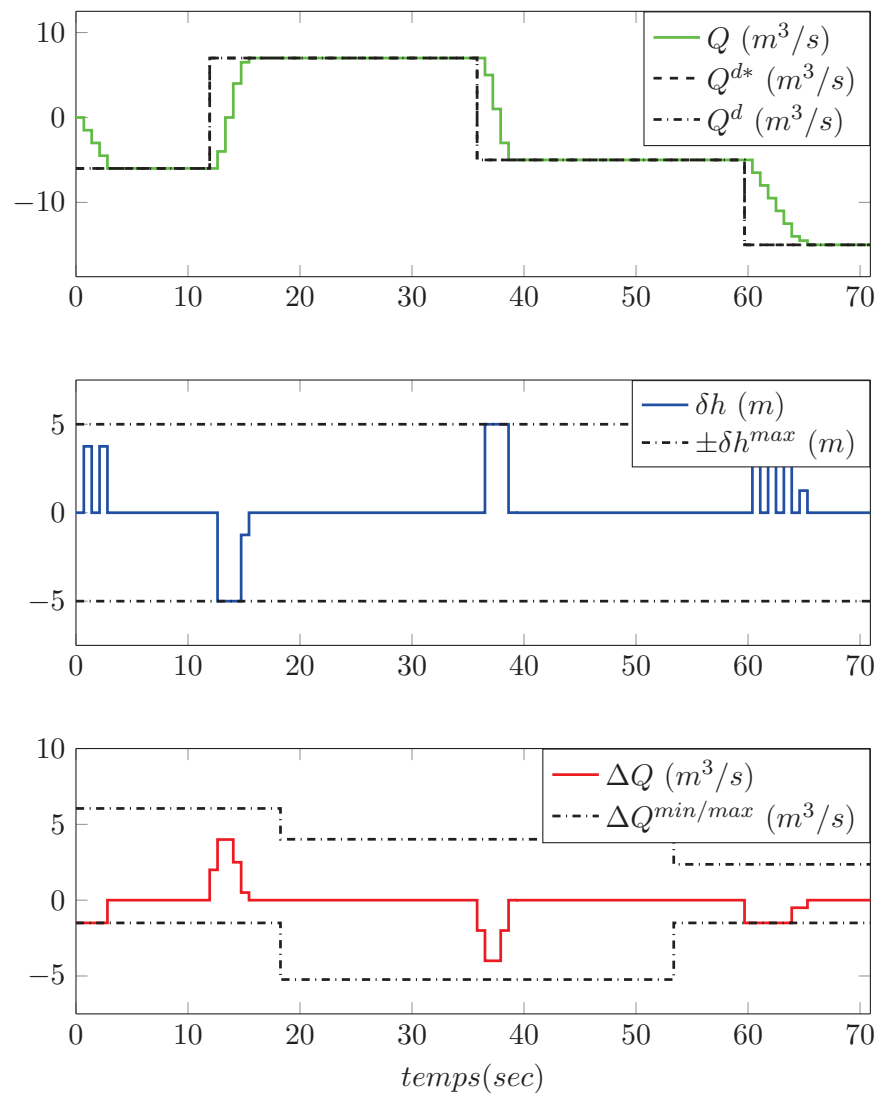 10
0
−10
Q (m³/s)
Q^{d∗} (m³/s)
Q^d (m³/s)
0 10 20 30 40 50 60 70
5
0
−5
δh (m)
±δh^{max} (m)
0 10 20 30 40 50 60 70
10
5
0
−5
ΔQ (m³/s)
ΔQ^{min/max} (m³/s)
0 10 20 30 40 50 60 70
temps(sec)